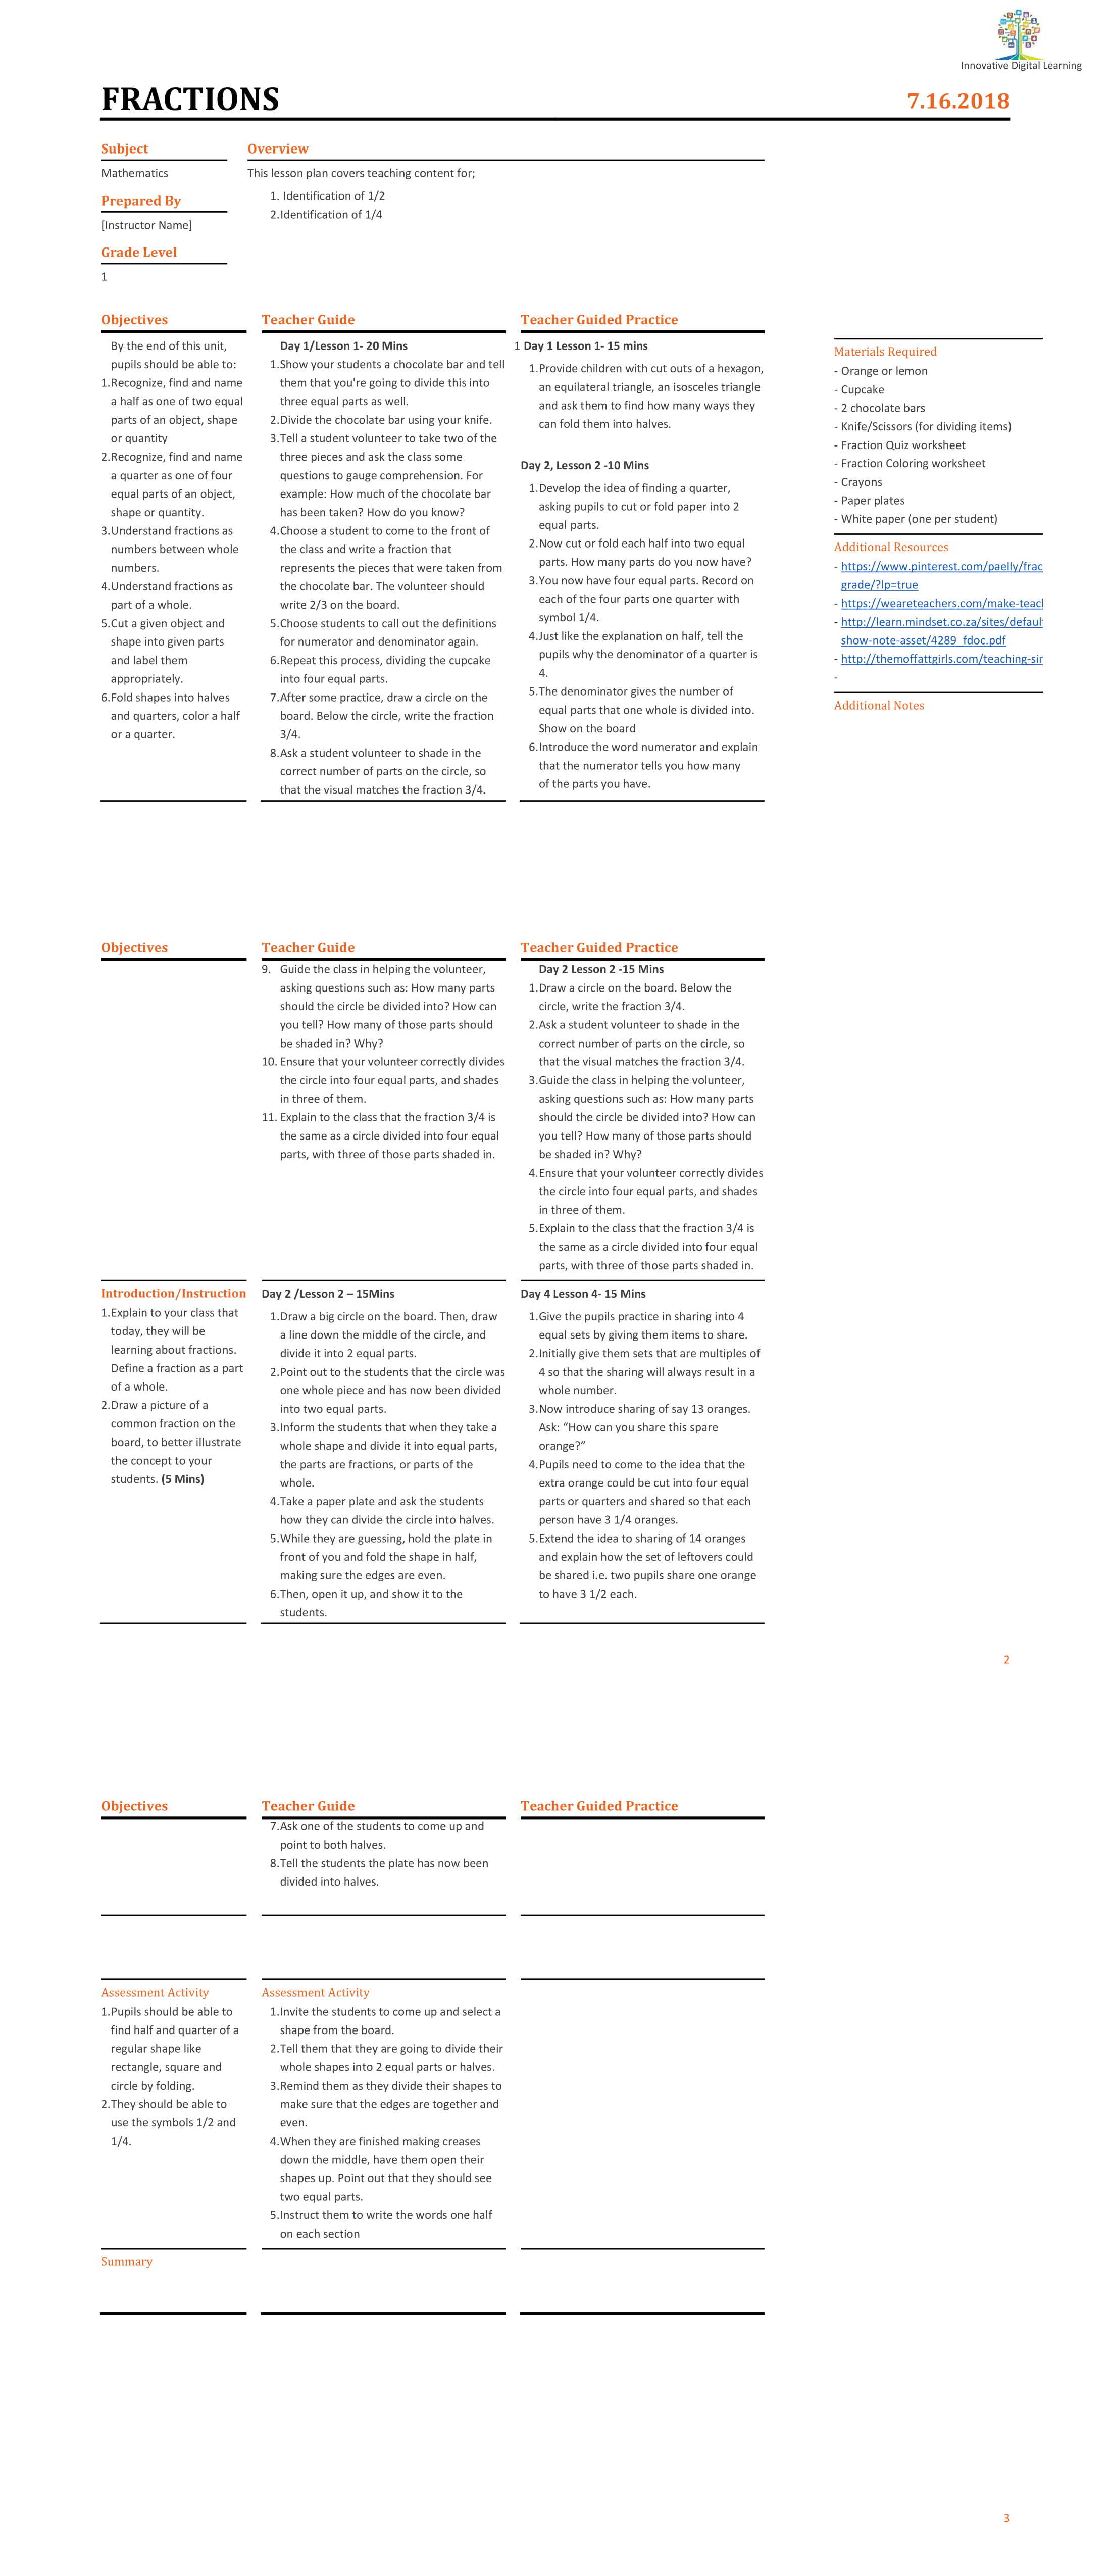 Innovative Digital Learning
FRACTIONS
7.16.2018
Subject
Mathematics
Prepared By
[Instructor Name]
Grade Level
1
Overview
This lesson plan covers teaching content for;
1. Identification of 1/2
2.Identification of 1/4
Objectives
By the end of this unit,
pupils should be able to:
1.Recognize, find and name
a half as one of two equal
parts of an object, shape
or quantity
2.Recognize, find and name
a quarter as one of four
equal parts of an object,
shape or quantity.
3.Understand fractions as
numbers between whole
numbers.
4.Understand fractions as
part of a whole.
5.Cut a given object and
shape into given parts
and label them
appropriately.
6.Fold shapes into halves
and quarters, color a half
or a quarter.
Teacher Guide
Day 1/Lesson 1- 20 Mins
1.Show your students a chocolate bar and tell
them that you're going to divide this into
three equal parts as well.
2.Divide the chocolate bar using your knife.
3.Tell a student volunteer to take two of the
three pieces and ask the class some
questions to gauge comprehension. For
example: How much of the chocolate bar
has been taken? How do you know?
4.Choose a student to come to the front of
the class and write a fraction that
represents the pieces that were taken from
the chocolate bar. The volunteer should
write 2/3 on the board.
5.Choose students to call out the definitions
for numerator and denominator again.
6.Repeat this process, dividing the cupcake
into four equal parts.
7.After some practice, draw a circle on the
board. Below the circle, write the fraction
3/4.
8.Ask a student volunteer to shade in the
correct number of parts on the circle, so
that the visual matches the fraction 3/4.
Teacher Guided Practice
1 Day 1 Lesson 1- 15 mins
1.Provide children with cut outs of a hexagon,
an equilateral triangle, an isosceles triangle
and ask them to find how many ways they
can fold them into halves.
Day 2, Lesson 2 -10 Mins
1.Develop the idea of finding a quarter,
asking pupils to cut or fold paper into 2
equal parts.
2.Now cut or fold each half into two equal
parts. How many parts do you now have?
3.You now have four equal parts. Record on
each of the four parts one quarter with
symbol 1/4.
4.Just like the explanation on half, tell the
pupils why the denominator of a quarter is
4.
5.The denominator gives the number of
equal parts that one whole is divided into.
Show on the board
6.Introduce the word numerator and explain
that the numerator tells you how many
of the parts you have.
Materials Required
- Orange or lemon
- Cupcake
- 2 chocolate bars
- Knife/Scissors (for dividing items)
- Fraction Quiz worksheet
- Fraction Coloring worksheet
- Crayons
- Paper plates
- White paper (one per student)
Additional Resources
- https://www.pinterest.com/paelly/frac
grade/?lp=true
- https://weareteachers.com/make-teach
- http://learn.mindset.co.za/sites/default
show-note-asset/4289_fdoc.pdf
- http://themoffattgirls.com/teaching-sin
-
Additional Notes
Objectives
Teacher Guide
9. Guide the class in helping the volunteer,
asking questions such as: How many parts
should the circle be divided into? How can
you tell? How many of those parts should
be shaded in? Why?
10. Ensure that your volunteer correctly divides
the circle into four equal parts, and shades
in three of them.
11. Explain to the class that the fraction 3/4 is
the same as a circle divided into four equal
parts, with three of those parts shaded in.
Teacher Guided Practice
Day 2 Lesson 2 -15 Mins
1.Draw a circle on the board. Below the
circle, write the fraction 3/4.
2.Ask a student volunteer to shade in the
correct number of parts on the circle, so
that the visual matches the fraction 3/4.
3.Guide the class in helping the volunteer,
asking questions such as: How many parts
should the circle be divided into? How can
you tell? How many of those parts should
be shaded in? Why?
4.Ensure that your volunteer correctly divides
the circle into four equal parts, and shades
in three of them.
5.Explain to the class that the fraction 3/4 is
the same as a circle divided into four equal
parts, with three of those parts shaded in.
Introduction/Instruction
1.Explain to your class that
today, they will be
learning about fractions.
Define a fraction as a part
of a whole.
2.Draw a picture of a
common fraction on the
board, to better illustrate
the concept to your
students. (5 Mins)
Day 2 /Lesson 2 – 15Mins
1.Draw a big circle on the board. Then, draw
a line down the middle of the circle, and
divide it into 2 equal parts.
2.Point out to the students that the circle was
one whole piece and has now been divided
into two equal parts.
3.Inform the students that when they take a
whole shape and divide it into equal parts,
the parts are fractions, or parts of the
whole.
4.Take a paper plate and ask the students
how they can divide the circle into halves.
5.While they are guessing, hold the plate in
front of you and fold the shape in half,
making sure the edges are even.
6.Then, open it up, and show it to the
students.
Day 4 Lesson 4- 15 Mins
1.Give the pupils practice in sharing into 4
equal sets by giving them items to share.
2.Initially give them sets that are multiples of
4 so that the sharing will always result in a
whole number.
3.Now introduce sharing of say 13 oranges.
Ask: “How can you share this spare
orange?”
4.Pupils need to come to the idea that the
extra orange could be cut into four equal
parts or quarters and shared so that each
person have 3 1/4 oranges.
5.Extend the idea to sharing of 14 oranges
and explain how the set of leftovers could
be shared i.e. two pupils share one orange
to have 3 1/2 each.
2
Objectives
Teacher Guide
7.Ask one of the students to come up and
point to both halves.
8.Tell the students the plate has now been
divided into halves.
Teacher Guided Practice
Assessment Activity
1.Pupils should be able to
find half and quarter of a
regular shape like
rectangle, square and
circle by folding.
2.They should be able to
use the symbols 1/2 and
1/4.
Assessment Activity
1.Invite the students to come up and select a
shape from the board.
2.Tell them that they are going to divide their
whole shapes into 2 equal parts or halves.
3.Remind them as they divide their shapes to
make sure that the edges are together and
even.
4.When they are finished making creases
down the middle, have them open their
shapes up. Point out that they should see
two equal parts.
5.Instruct them to write the words one half
on each section
Summary
3